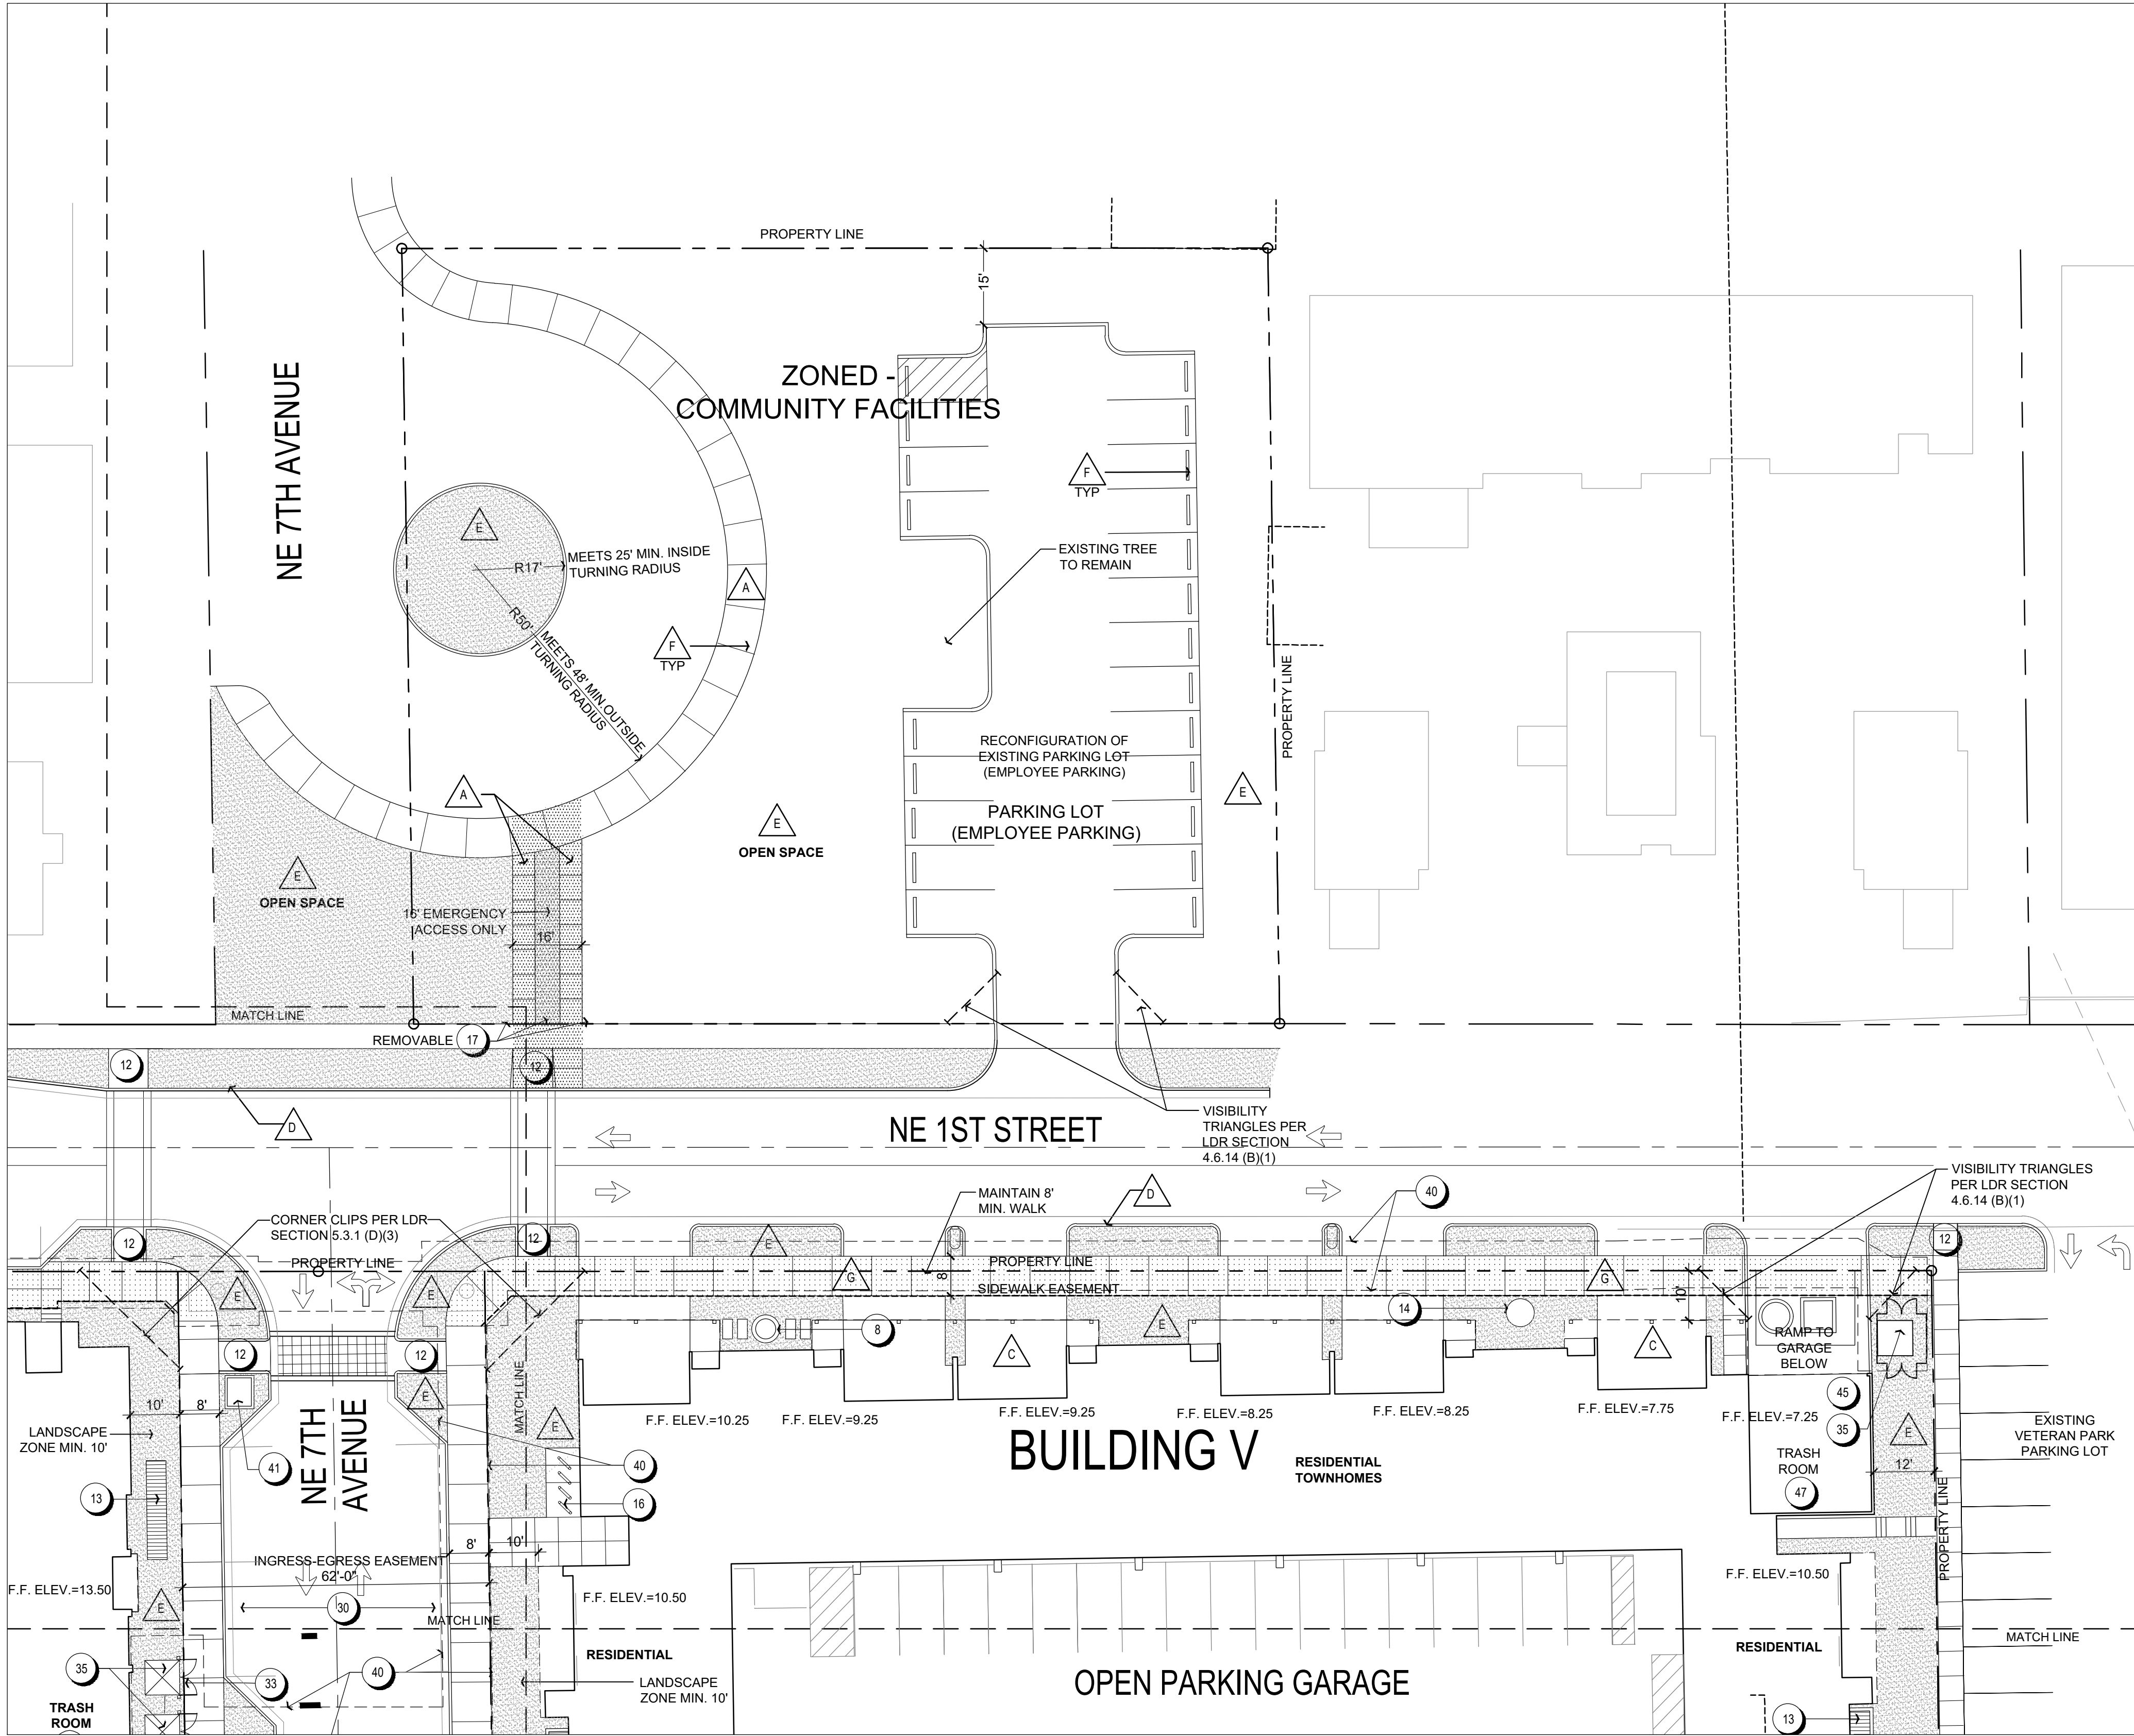 PROPERTY LINE
15'
ZONED -
COMMUNITY FACILITIES
NE 7TH AVENUE
F
TYP
E
MEETS 25' MIN. INSIDE
TURNING RADIUS
R17'
EXISTING TREE
TO REMAIN
A
R50'
MEETS 48' MIN.OUTSIDE
TURNING RADIUS
F
TYP
PROPERTY LINE
RECONFIGURATION OF
EXISTING PARKING LOT
(EMPLOYEE PARKING)
A
E
PARKING LOT
(EMPLOYEE PARKING)
E
OPEN SPACE
E
OPEN SPACE
16' EMERGENCY
ACCESS ONLY
16'
MATCH LINE
REMOVABLE
17
12
12
D
NE 1ST STREET
VISIBILITY
TRIANGLES PER
LDR SECTION
4.6.14 (B)(1)
VISIBILITY TRIANGLES
PER LDR SECTION
4.6.14 (B)(1)
MAINTAIN 8'
MIN. WALK
D
40
CORNER CLIPS PER LDR
SECTION 5.3.1 (D)(3)
12
12
E
12
PROPERTY LINE
PROPERTY LINE
8'
G
G
SIDEWALK EASEMENT
E
E
10'
14
8
E
C
C
RAMP TO
GARAGE
BELOW
12
12
E
MATCH LINE
10'
8'
NE 7TH
AVENUE
E
F.F. ELEV.=10.25
F.F. ELEV.=9.25
F.F. ELEV.=9.25
F.F. ELEV.=8.25
F.F. ELEV.=8.25
F.F. ELEV.=7.75
F.F. ELEV.=7.25
45
35
E
LANDSCAPE
ZONE MIN. 10'
BUILDING V
RESIDENTIAL
TOWNHOMES
EXISTING
VETERAN PARK
PARKING LOT
TRASH
ROOM
47
12'
PROPERTY LINE
41
40
13
16
8'
10'
INGRESS-EGRESS EASEMENT
62'-0"
F.F. ELEV.=13.50
F.F. ELEV.=10.50
F.F. ELEV.=10.50
E
30
MATCH LINE
MATCH LINE
RESIDENTIAL
RESIDENTIAL
35
33
40
LANDSCAPE
ZONE MIN. 10'
OPEN PARKING GARAGE
TRASH
ROOM
13